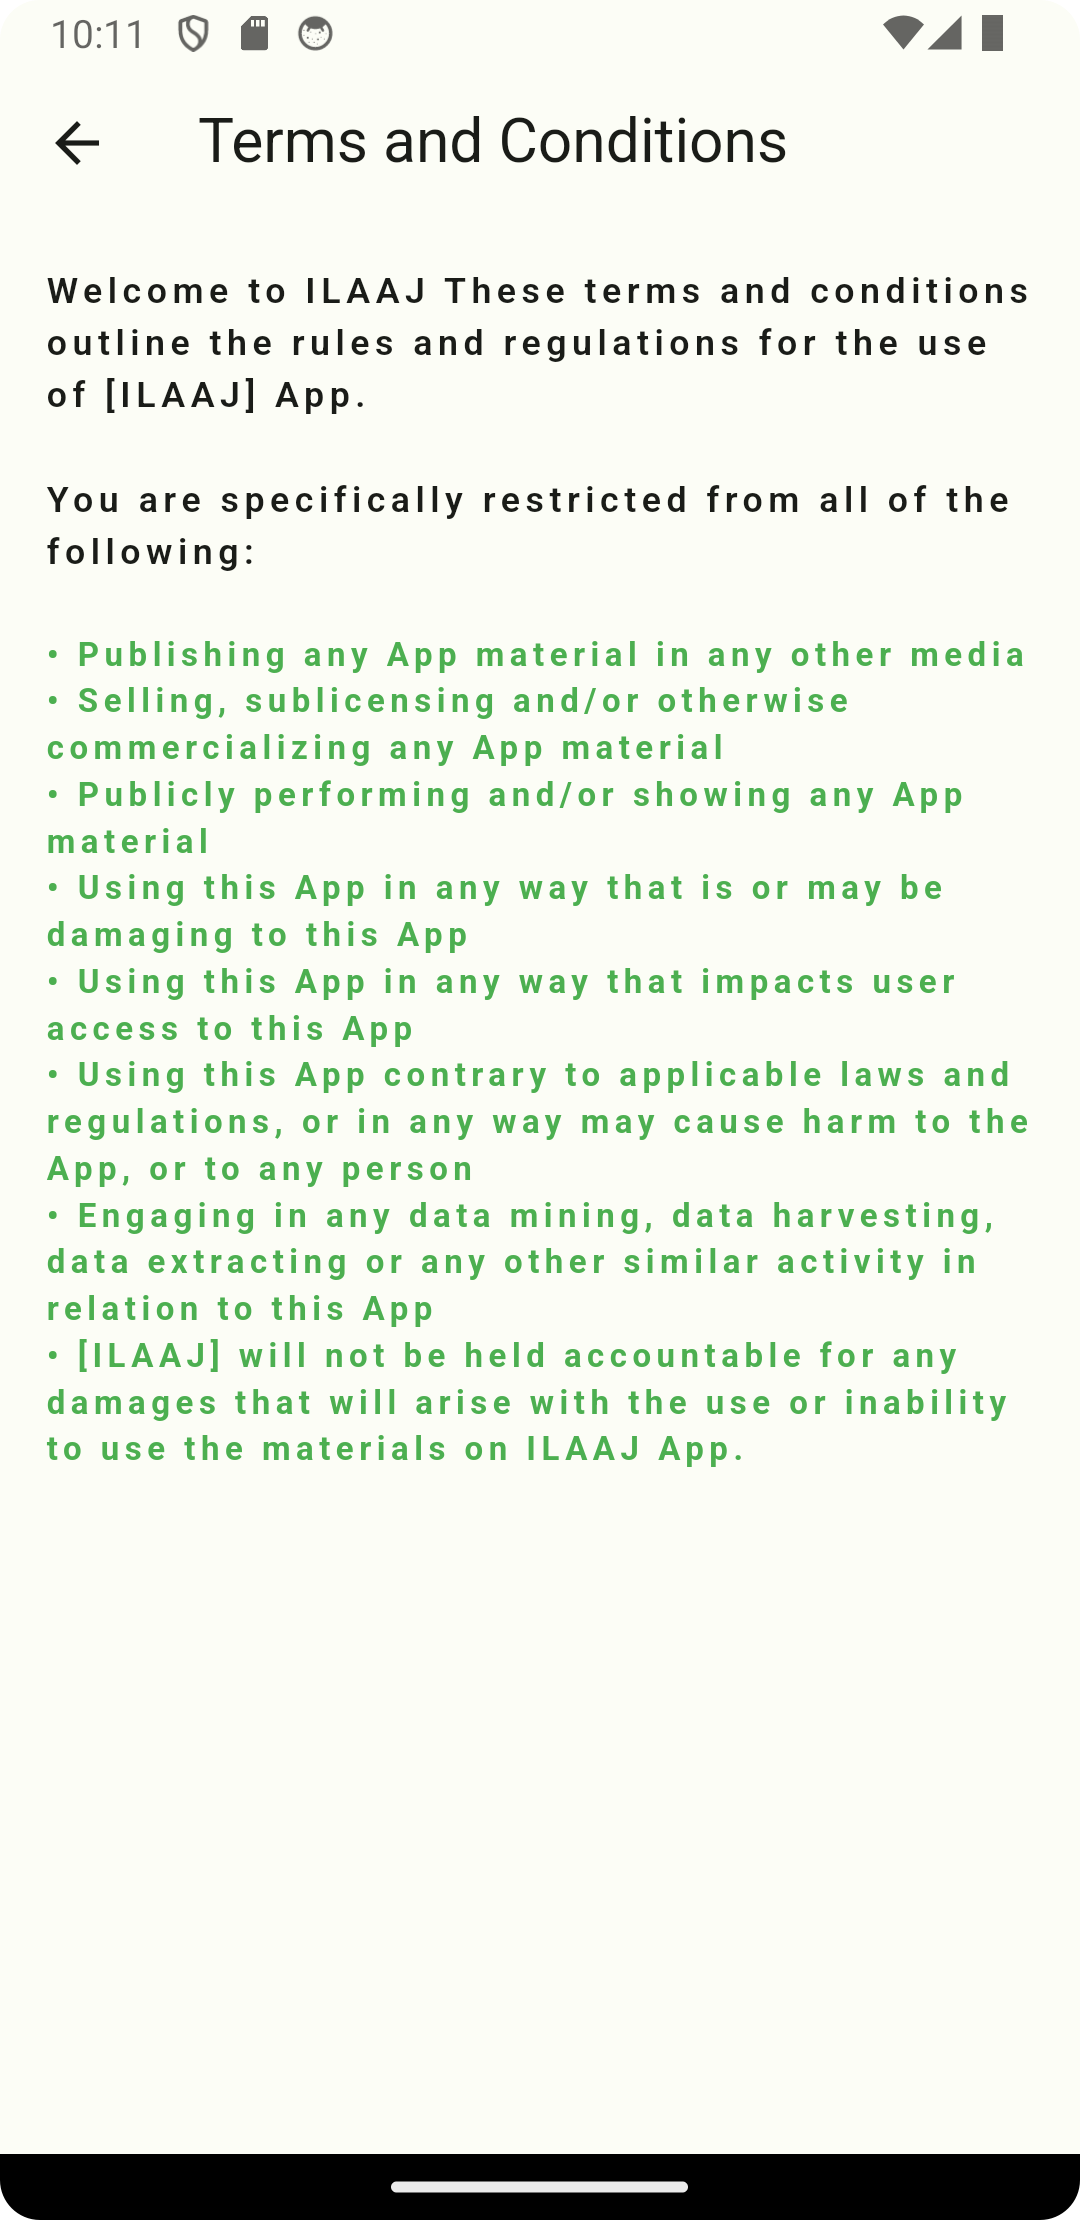 10:11
Terms and Conditions
Welcome to ILAAJ These terms and conditions
outline the rules and regulations for the use
of [ILAAJ] App.
You are specifically restricted from all of the
following:
• Publishing any App material in any other media
• Selling, sublicensing and/or otherwise
commercializing any App material
• Publicly performing and/or showing any App
material
• Using this App in any way that is or may be
damaging to this App
• Using this App in any way that impacts user
access to this App
• Using this App contrary to applicable laws and
regulations, or in any way may cause harm to the
App, or to any person
• Engaging in any data mining, data harvesting,
data extracting or any other similar activity in
relation to this App
• [ILAAJ] will not be held accountable for any
damages that will arise with the use or inability
to use the materials on ILAAJ App.